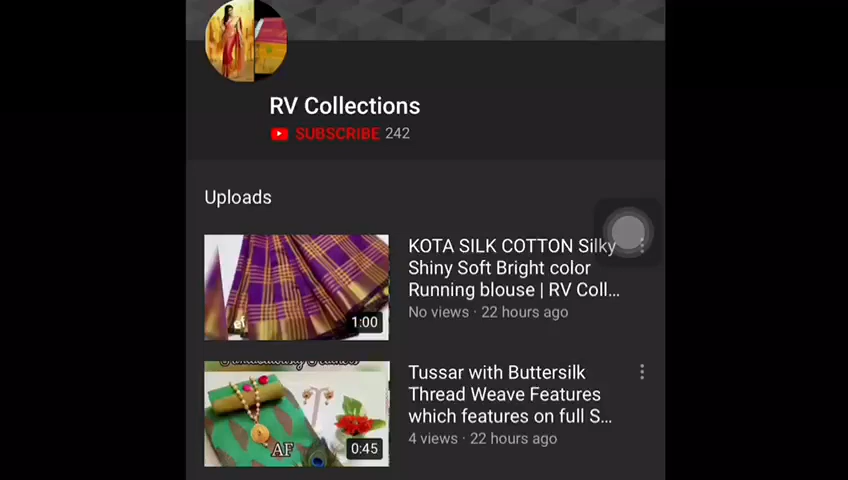 RV Collections
SUBSCRIBE 242
Uploads
KOTA SILK COTTON Silky
Shiny Soft Bright color
Running blouse | RV Coll...
No views · 22 hours ago
1:00
Tussar with Buttersilk
Thread Weave Features
which features on full S...
4 views · 22 hours ago
AF
0:45